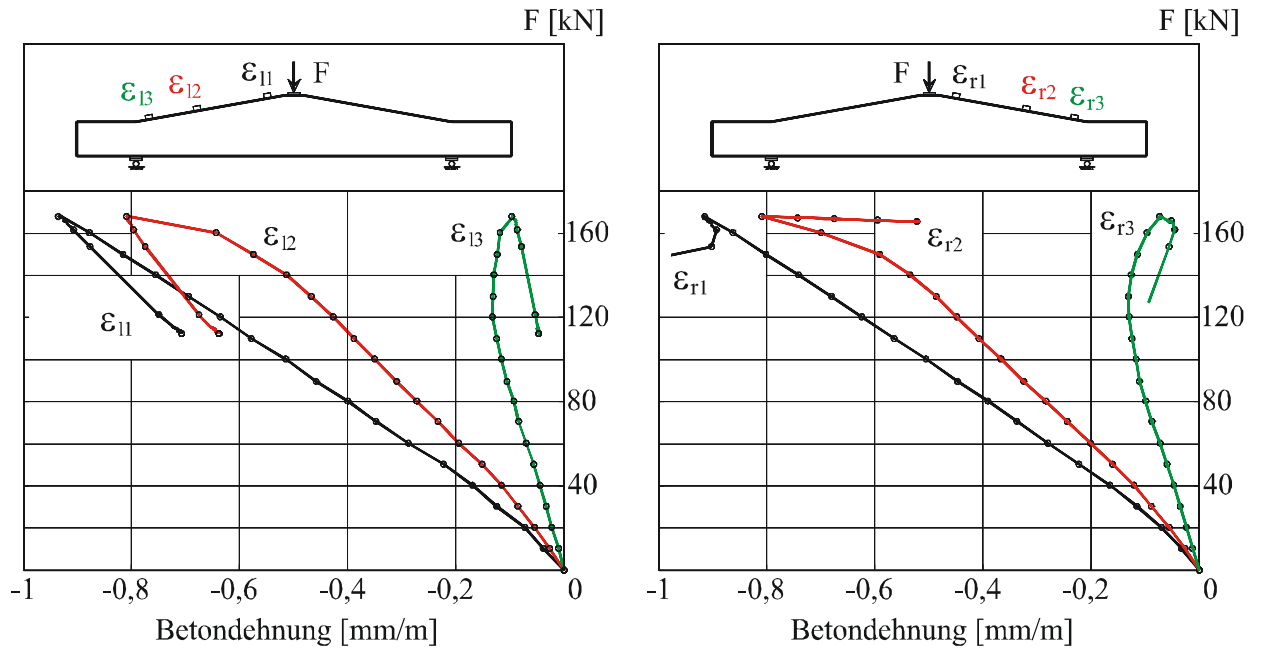 F [kN]
F [kN]
εl3 εl2 εl1 F
F εr1 εr2 εr3
εl2 εl3 160
εr1 εr2 εr3 160
εl1 120
120
80
80
40
40
-1 -0,8 -0,6 -0,4 -0,2 0
-1 -0,8 -0,6 -0,4 -0,2 0
Betondehnung [mm/m]
Betondehnung [mm/m]